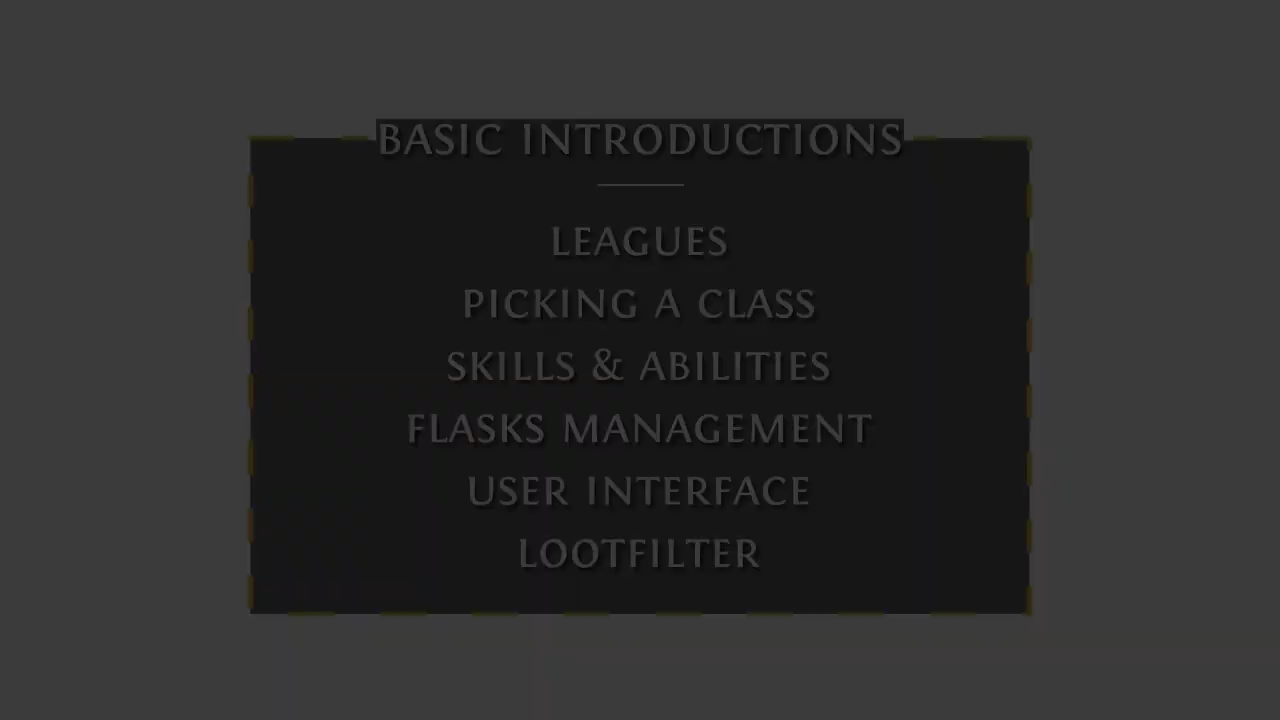 BASIC INTRODUCTIONS
LEAGUES
PICKING A CLASS
SKILLS & ABILITIES
FLASKS MANAGEMENT
USER INTERFACE
LOOTFILTER